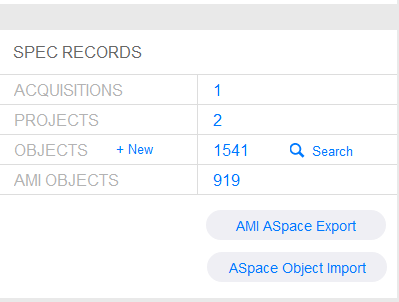 SPEC RECORDS
ACQUISITIONS 1
PROJECTS 2
OBJECTS + New 1541 Search
AMI OBJECTS 919
AMI ASpace Export
ASpace Object Import